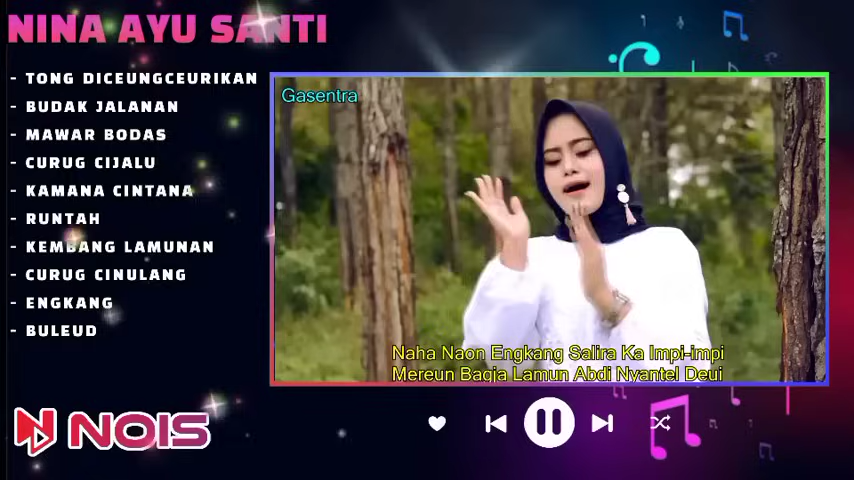 NINA AYU SANTI
- TONG DICEUNGCEURIKAN
- BUDAK JALANAN
- MAWAR BODAS
- CURUG CIJALU
- KAMANA CINTANA
- RUNTAH
- KEMBANG LAMUNAN
- CURUG CINULANG
- ENGKANG
- BULEUD
Gasentra
Naha Naon Engkang Salira Ka Impi-impi
Mereun Bagja Lamun Abdi Nyantel Deui
NOIS